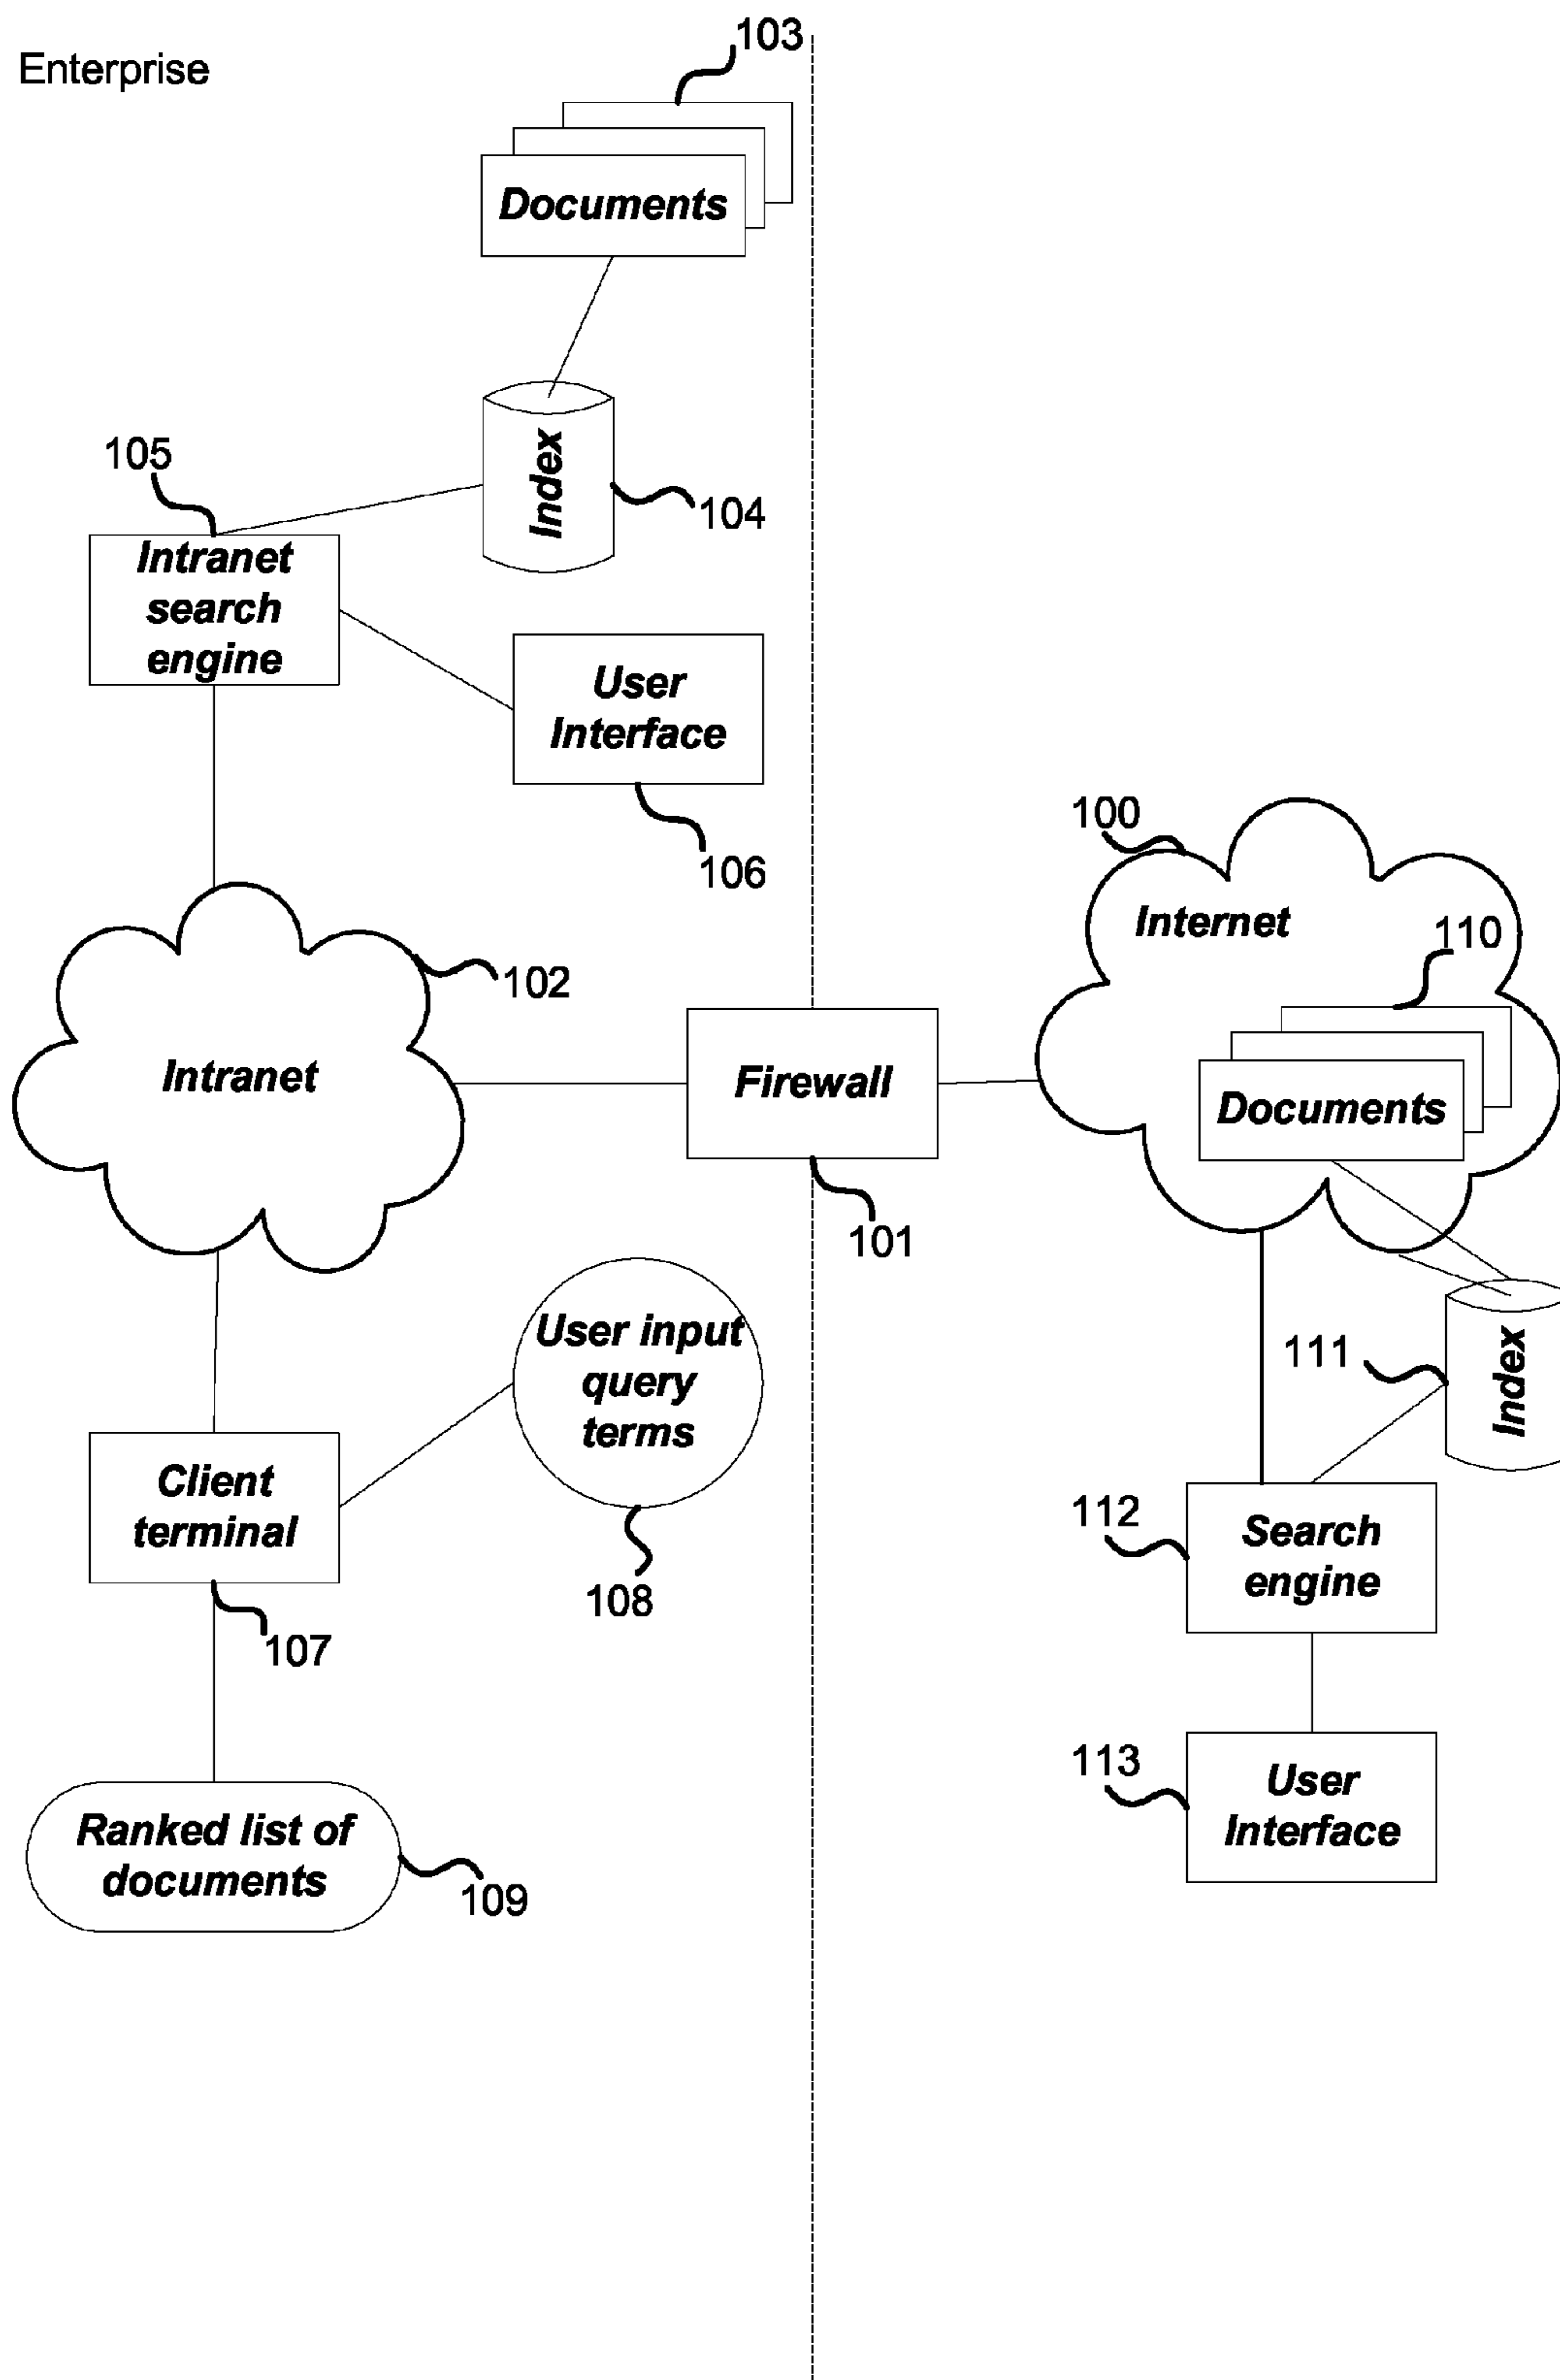 Enterprise
103
Documents
105
Index
104
Intranet
search
engine
User
Interface
106
100
Internet
110
102
Intranet
Firewall
Documents
101
User input
query
terms
111
Index
Client
terminal
112
Search
engine
108
107
113
User
Interface
Ranked list of
documents
109